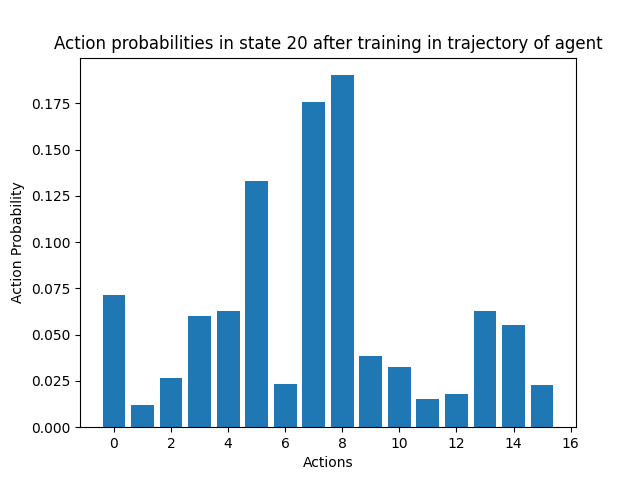 Action probabilities in state 20 after training in trajectory of agent
0.175
0.150
0.125
0.100
0.075
0.050
0.025
0.000
Action Probability
0 2 4 6 8 10 12 14 16
Actions